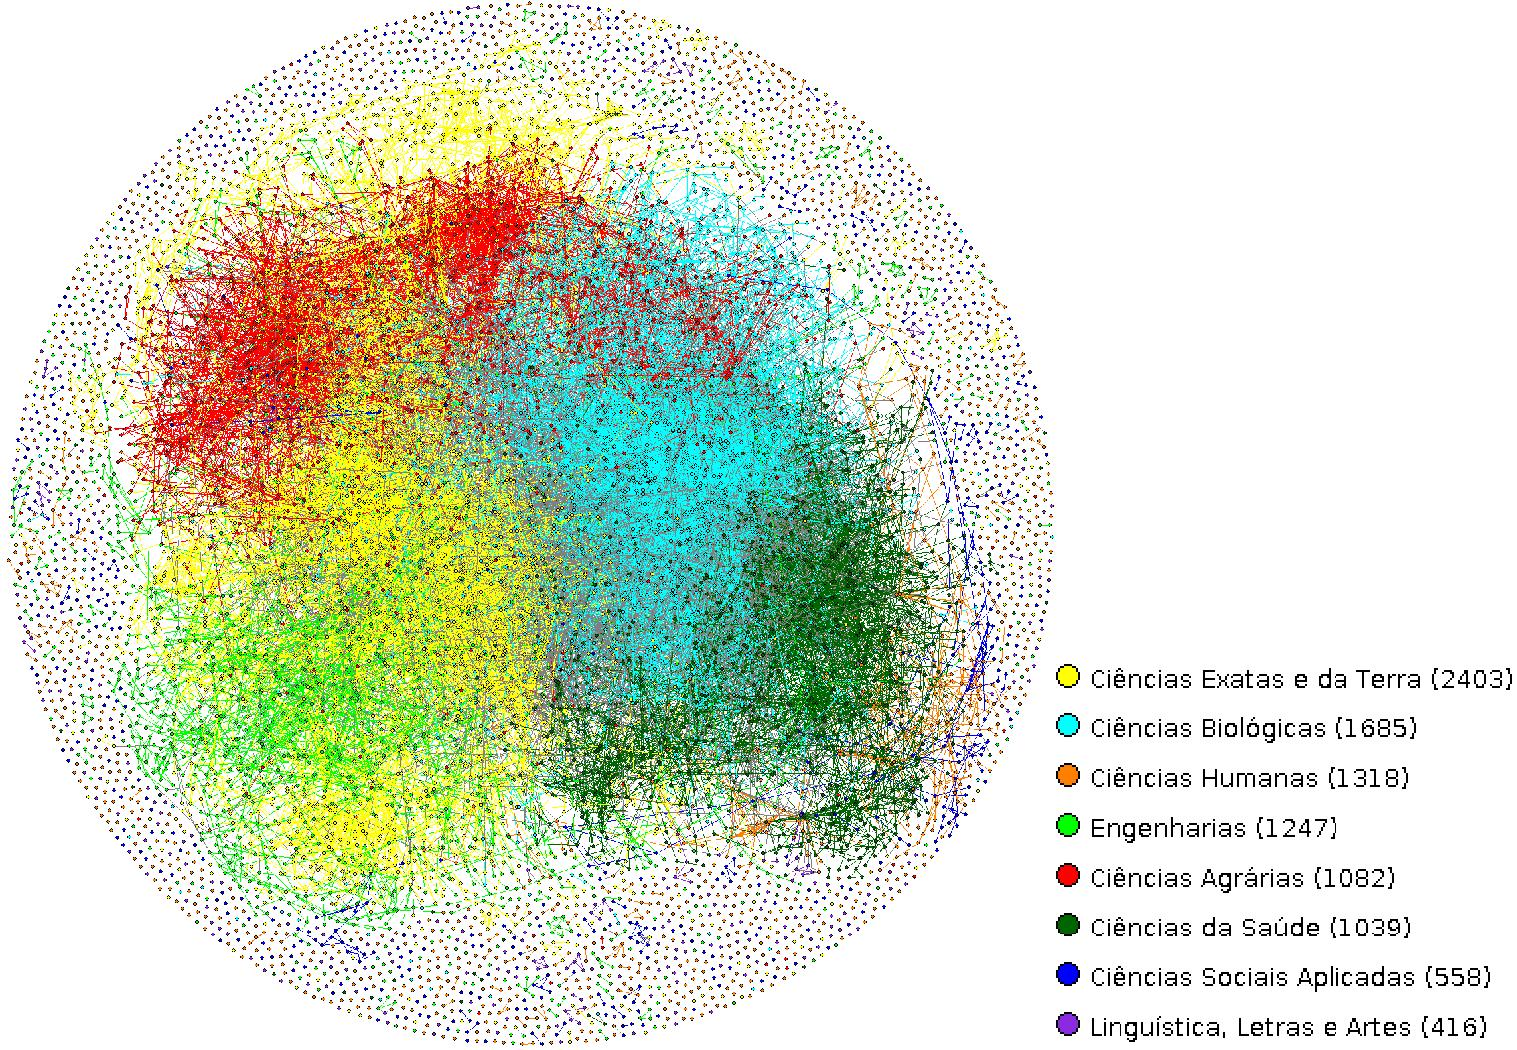 Ciências Exatas e da Terra (2403)
Ciências Biológicas (1685)
Ciências Humanas (1318)
Engenharias (1247)
Ciências Agrárias (1082)
Ciências da Saúde (1039)
Ciências Sociais Aplicadas (558)
Linguística, Letras e Artes (416)